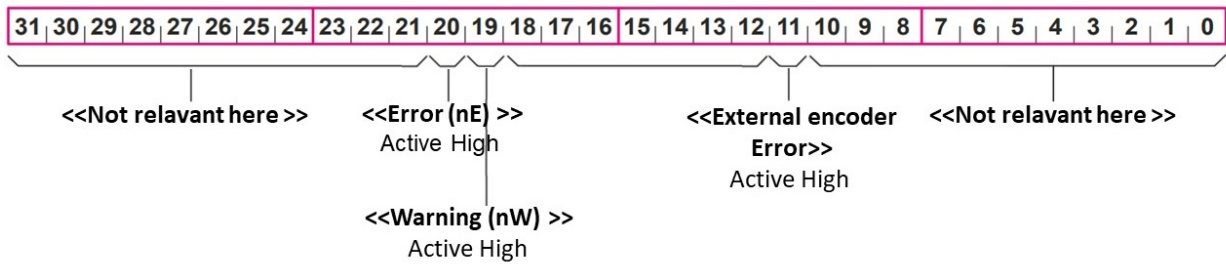 31 30 29 28 27 26 25 24 23 22 21 20 19 18 17 16 15 14 13 12 11 10 9 8 7 6 5 4 3 2 1 0
<<Not relavant here >> <<Error (nE) >> <<External encoder <<Not relavant here >>
Active High Error>>
Active High
<<Warning (nW) >>
Active High